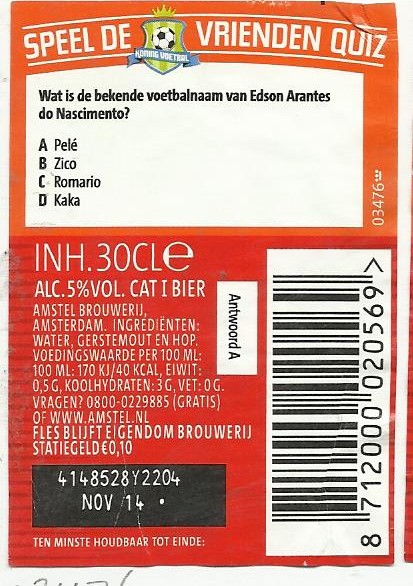 SPEEL DE VRIENDEN QUIZ
KONING VOETBAL
Wat is de bekende voetbalnaam van Edson Arantes
do Nascimento?
A Pelé
B Zico
C Romario
D Kaka
03476
INH.30CLe
ALC.5%VOL. CAT I BIER
AMSTEL BROUWERIJ,
AMSTERDAM. INGREDIËNTEN:
WATER, GERSTEMOUT EN HOP.
VOEDINGSWAARDE PER 100 ML:
100 ML: 170 KJ/40 KCAL, EIWIT:
0,5G, KOOLHYDRATEN: 3G, VET: 0G.
VRAGEN? 0800-0229885 (GRATIS)
OF WWW.AMSTEL.NL
FLES BLIJFT EIGENDOM BROUWERIJ
STATIEGELD €0,10
Antwoord A
4148528Y2204
NOV 14
TEN MINSTE HOUDBAAR TOT EINDE:
8 712000 020569 >